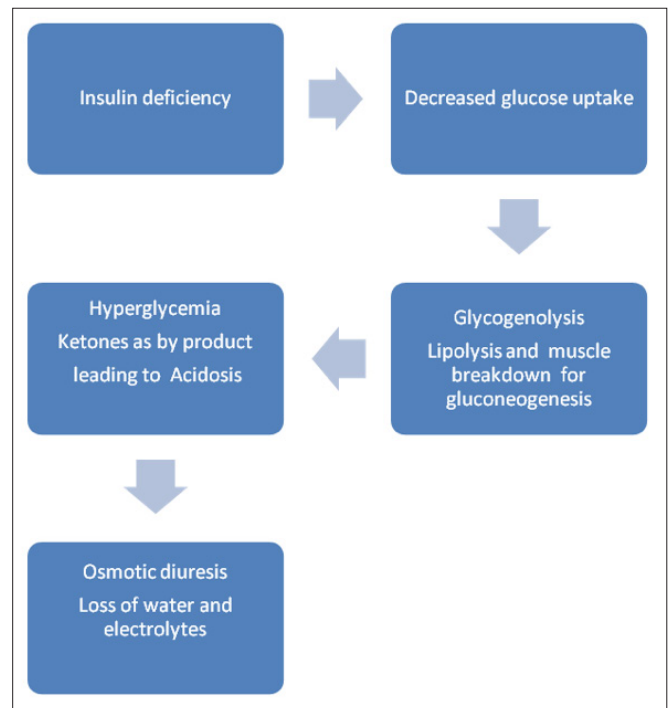 Insulin deficiency
Decreased glucose uptake
Glycogenolysis
Lipolysis and muscle
breakdown for
gluconeogenesis
Hyperglycemia
Ketones as by product
leading to Acidosis
Osmotic diuresis
Loss of water and
electrolytes